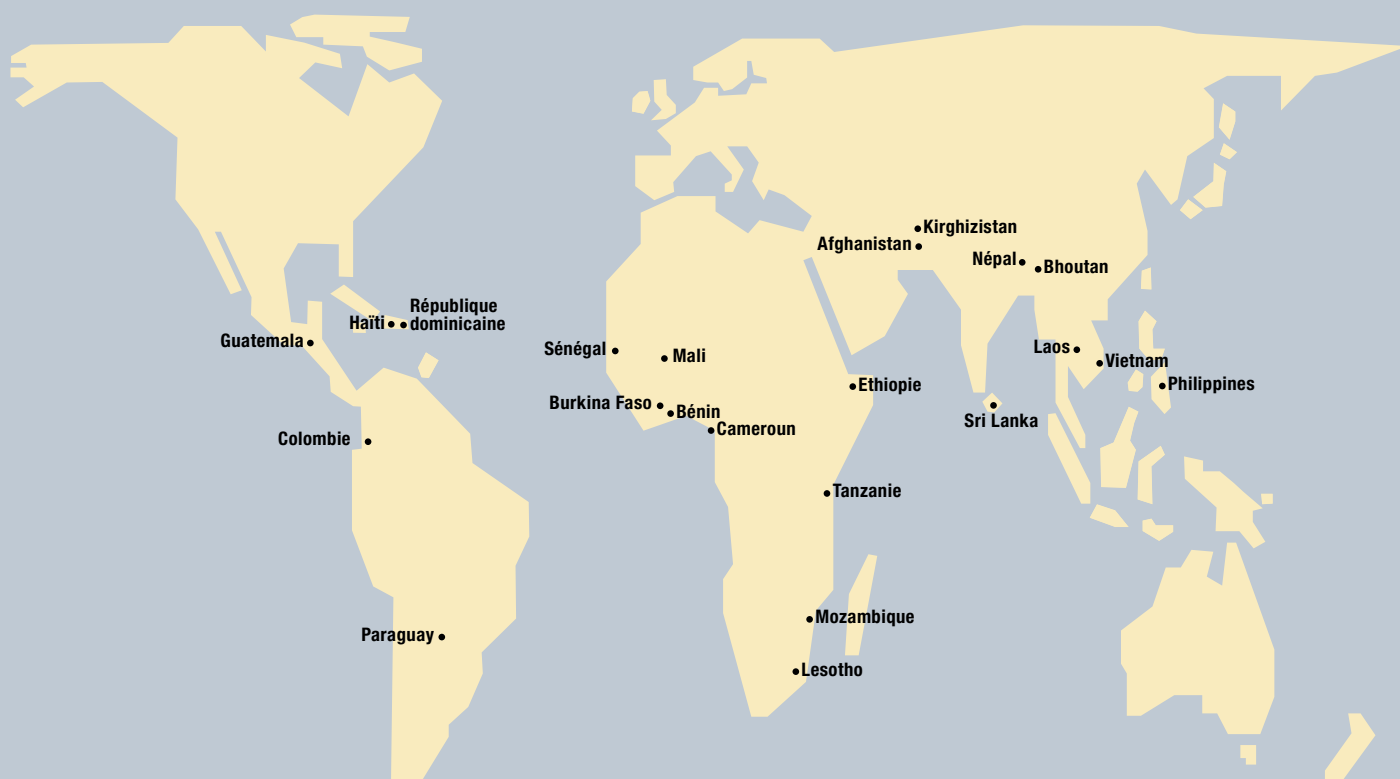 Kirghizistan
Afghanistan
Népal
Bhoutan
République
dominicaine
Haïti
Guatemala
Sénégal
Mali
Laos
Vietnam
Ethiopie
Philippines
Burkina Faso
Bénin
Cameroun
Sri Lanka
Colombie
Tanzanie
Mozambique
Paraguay
Lesotho